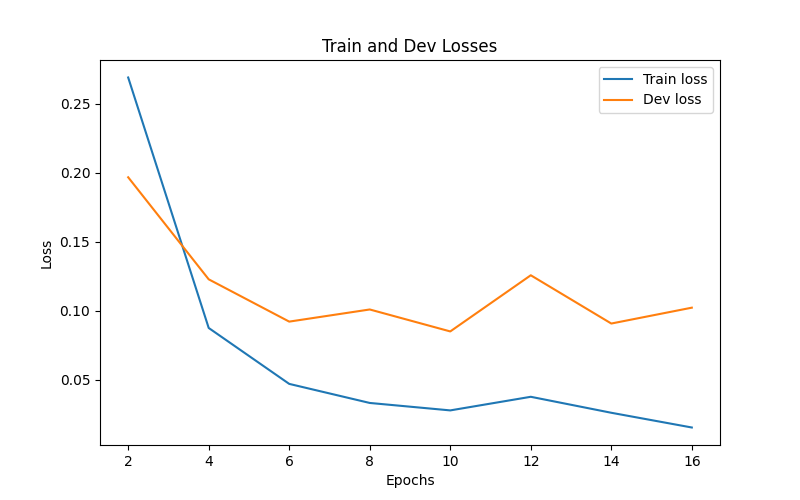 Train and Dev Losses
Train loss
Dev loss
0.25
0.20
0.15
0.10
0.05
Loss
2 4 6 8 10 12 14 16
Epochs